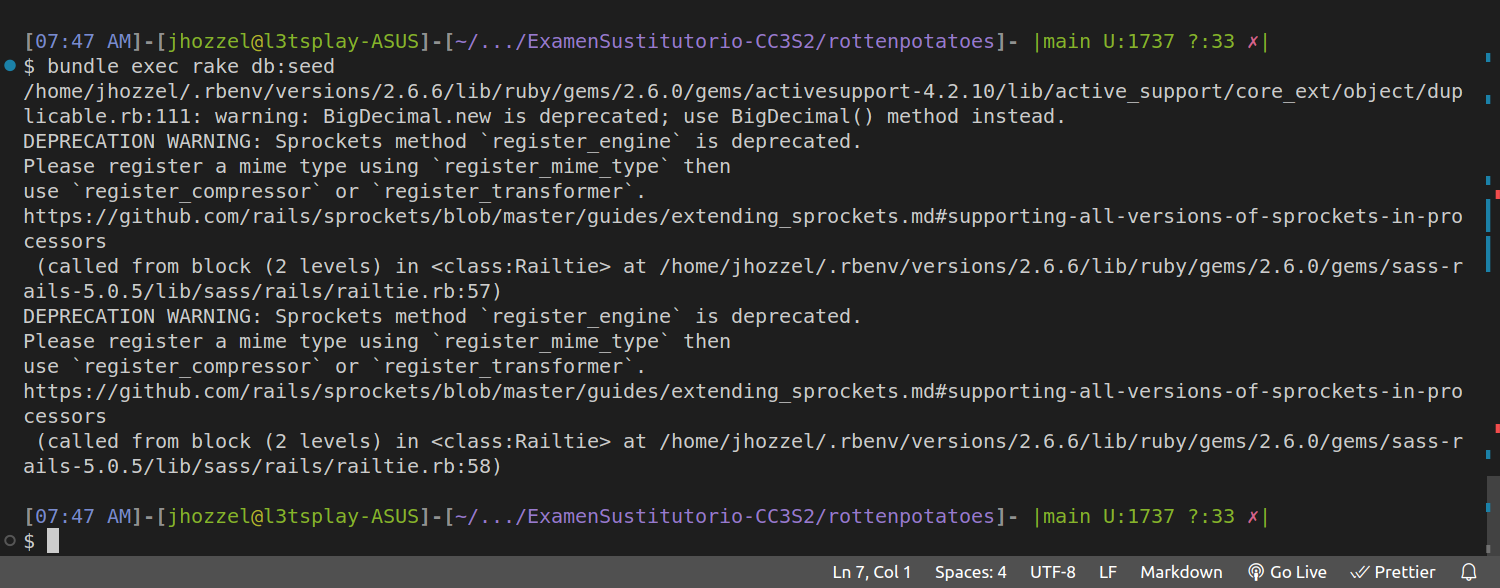 [07:47 AM]-[jhozzel@l3tsplay-ASUS]-[~/.../ExamenSustitutorio-CC3S2/rottenpotatoes]- |main U:1737 ?:33 ✗|
$ bundle exec rake db:seed
/home/jhozzel/.rbenv/versions/2.6.6/lib/ruby/gems/2.6.0/gems/activesupport-4.2.10/lib/active_support/core_ext/object/dup
licable.rb:111: warning: BigDecimal.new is deprecated; use BigDecimal() method instead.
DEPRECATION WARNING: Sprockets method `register_engine` is deprecated.
Please register a mime type using `register_mime_type` then
use `register_compressor` or `register_transformer`.
https://github.com/rails/sprockets/blob/master/guides/extending_sprockets.md#supporting-all-versions-of-sprockets-in-pro
cessors
 (called from block (2 levels) in <class:Railtie> at /home/jhozzel/.rbenv/versions/2.6.6/lib/ruby/gems/2.6.0/gems/sass-r
ails-5.0.5/lib/sass/rails/railtie.rb:57)
DEPRECATION WARNING: Sprockets method `register_engine` is deprecated.
Please register a mime type using `register_mime_type` then
use `register_compressor` or `register_transformer`.
https://github.com/rails/sprockets/blob/master/guides/extending_sprockets.md#supporting-all-versions-of-sprockets-in-pro
cessors
 (called from block (2 levels) in <class:Railtie> at /home/jhozzel/.rbenv/versions/2.6.6/lib/ruby/gems/2.6.0/gems/sass-r
ails-5.0.5/lib/sass/rails/railtie.rb:58)
[07:47 AM]-[jhozzel@l3tsplay-ASUS]-[~/.../ExamenSustitutorio-CC3S2/rottenpotatoes]- |main U:1737 ?:33 ✗|
$
Ln 7, Col 1 Spaces: 4 UTF-8 LF Markdown Go Live Prettier